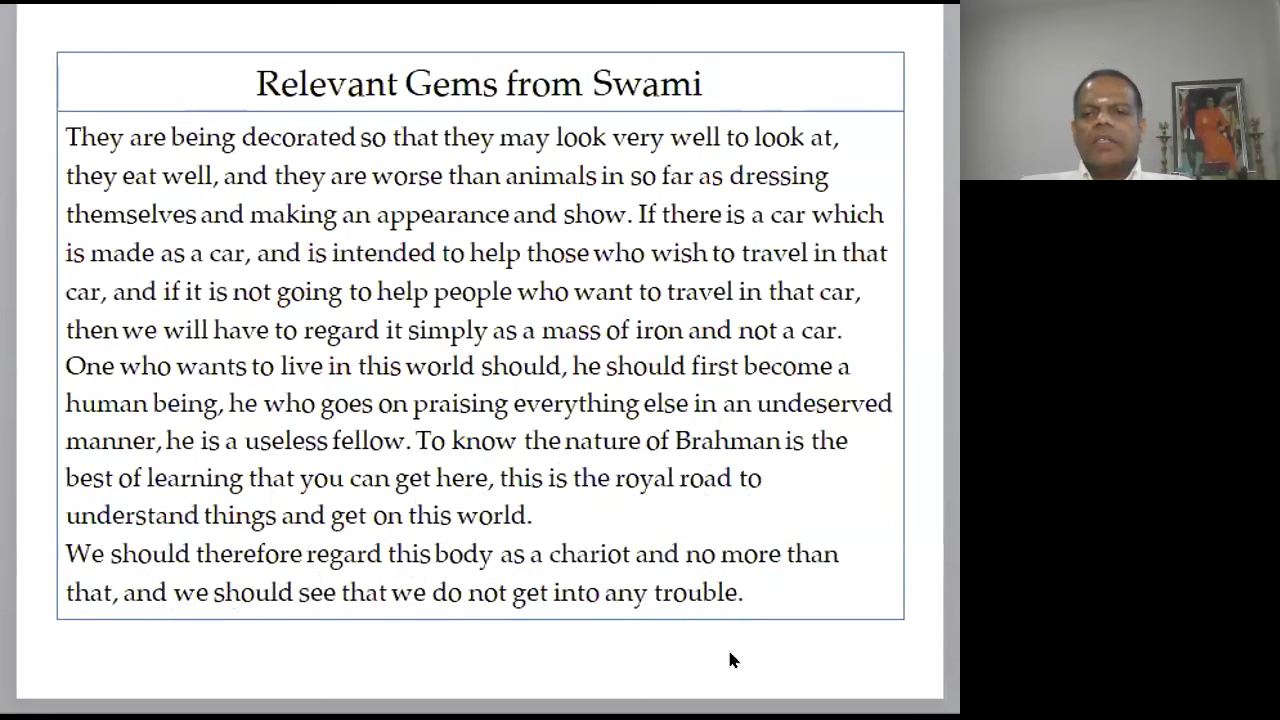 Relevant Gems from Swami
They are being decorated so that they may look very well to look at,
they eat well, and they are worse than animals in so far as dressing
themselves and making an appearance and show. If there is a car which
is made as a car, and is intended to help those who wish to travel in that
car, and if it is not going to help people who want to travel in that car,
then we will have to regard it simply as a mass of iron and not a car.
One who wants to live in this world should, he should first become a
human being, he who goes on praising everything else in an undeserved
manner, he is a useless fellow. To know the nature of Brahman is the
best of learning that you can get here, this is the royal road to
understand things and get on this world.
We should therefore regard this body as a chariot and no more than
that, and we should see that we do not get into any trouble.